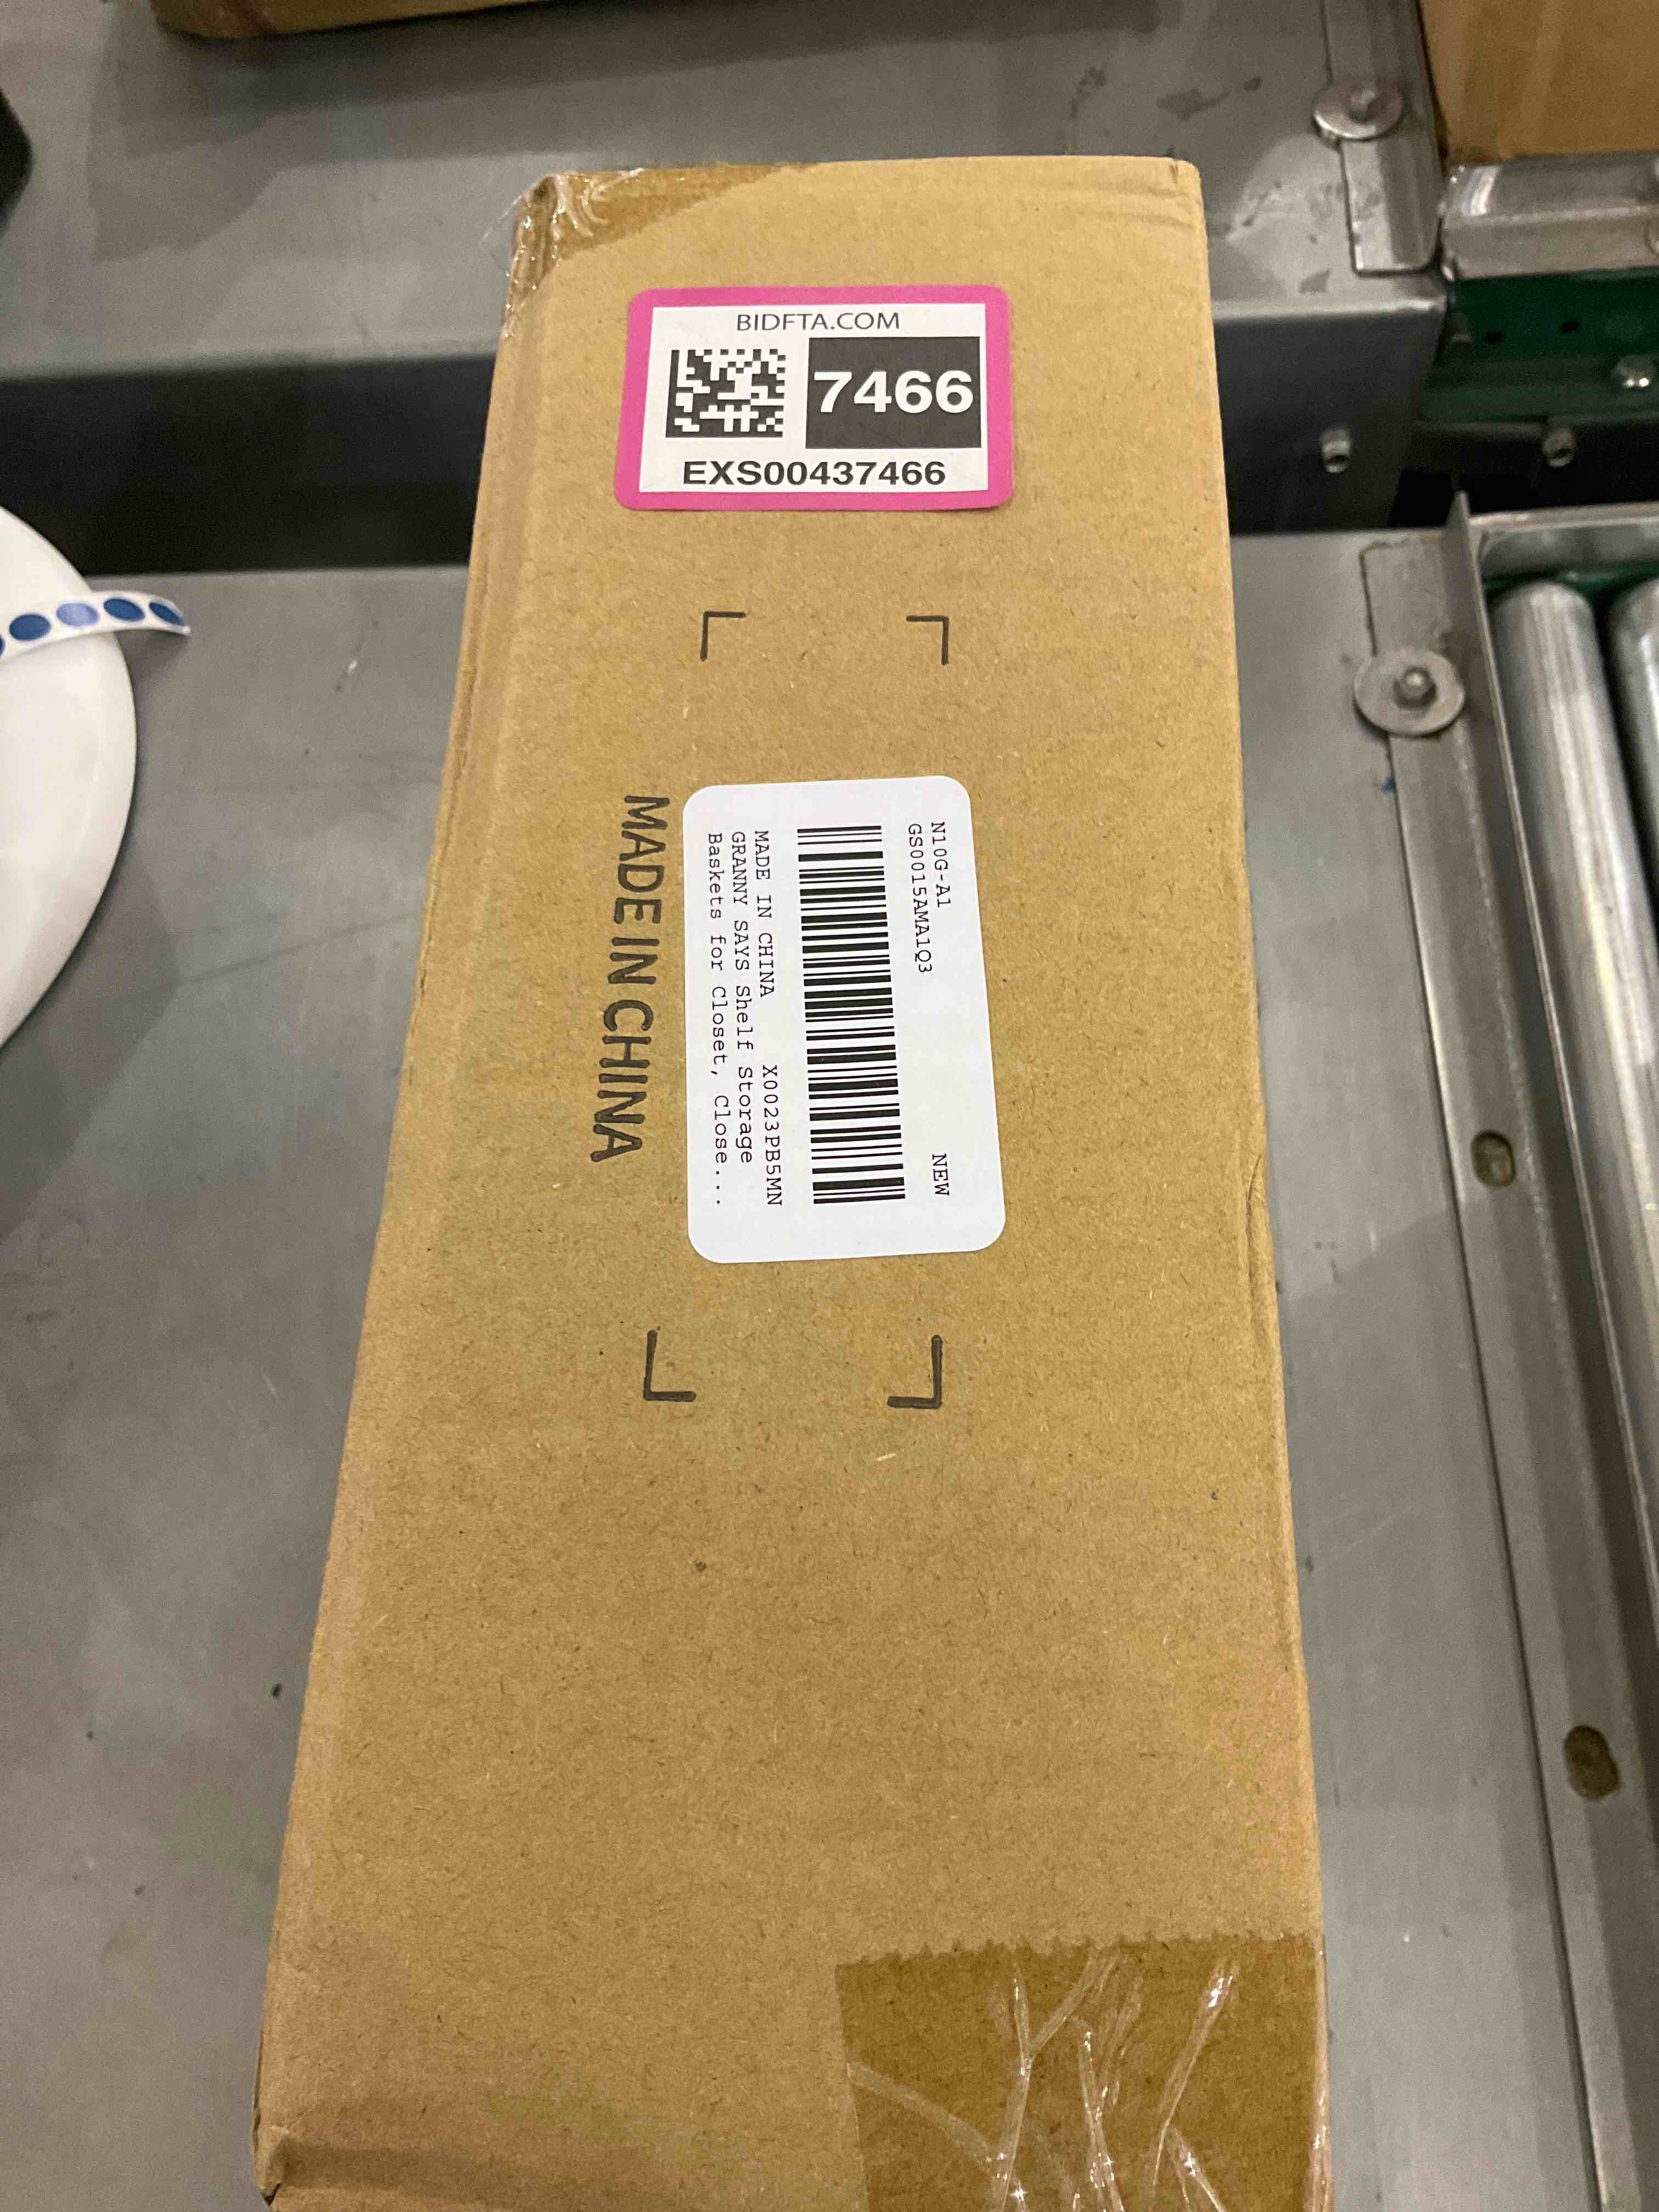 BIDFTA.COM
7466
EXS00437466
N10G-A1
GS0015AMA1Q3
NEW
MADE IN CHINA X0023PB5MN
GRANNY SAYS Shelf Storage
Baskets for Closet, Close....
MADE IN CHINA